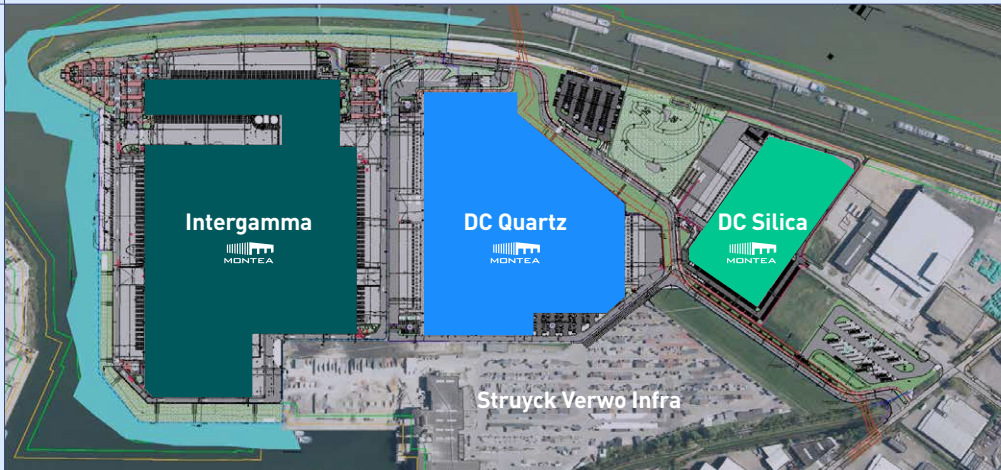 Intergamma
MONTEA
DC Quartz
MONTEA
DC Silica
MONTEA
Struyck Verwo Infra